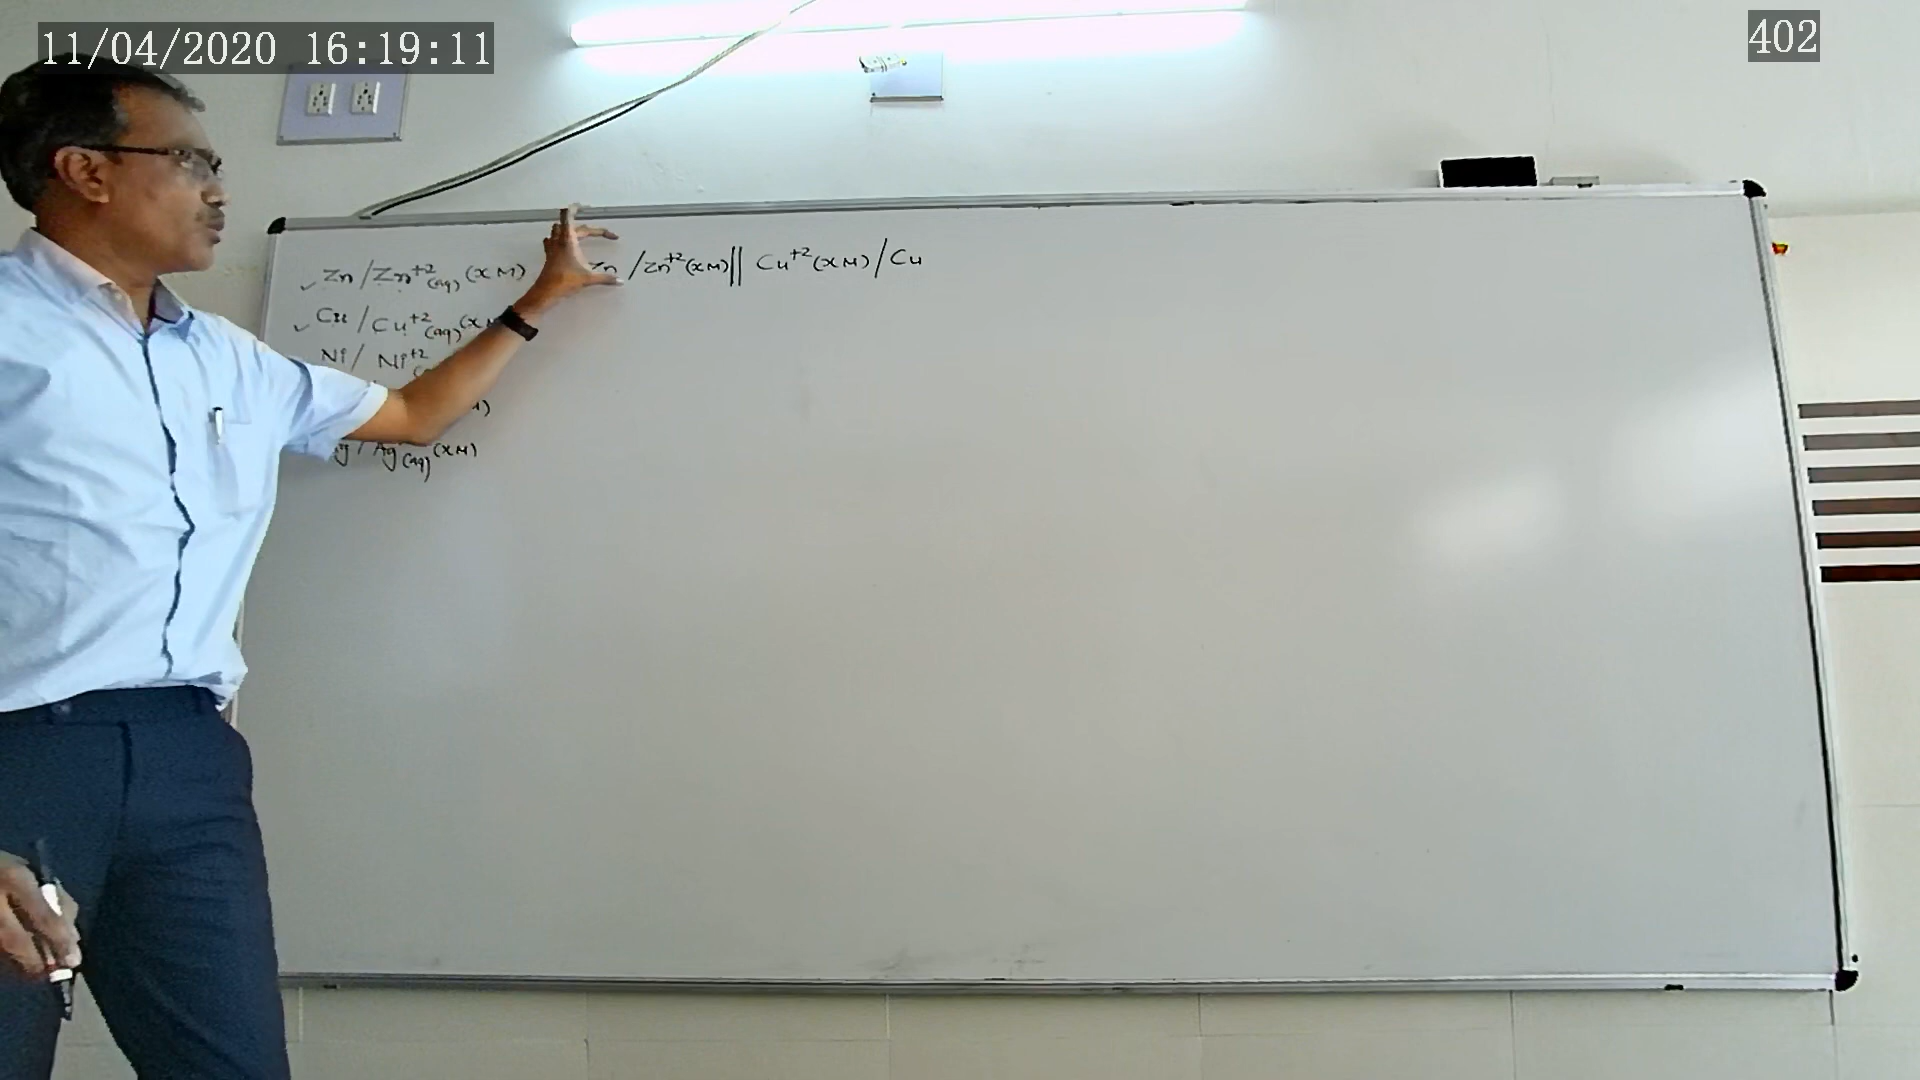 11/04/2020 16:19:11
402
Zn / Zn+2(aq) (xM)
Cu / Cu+2(aq) (x
Ni / Ni+2
Ag(aq) (xM)
Zn / Zn+2(xM) || Cu+2(xM) / Cu